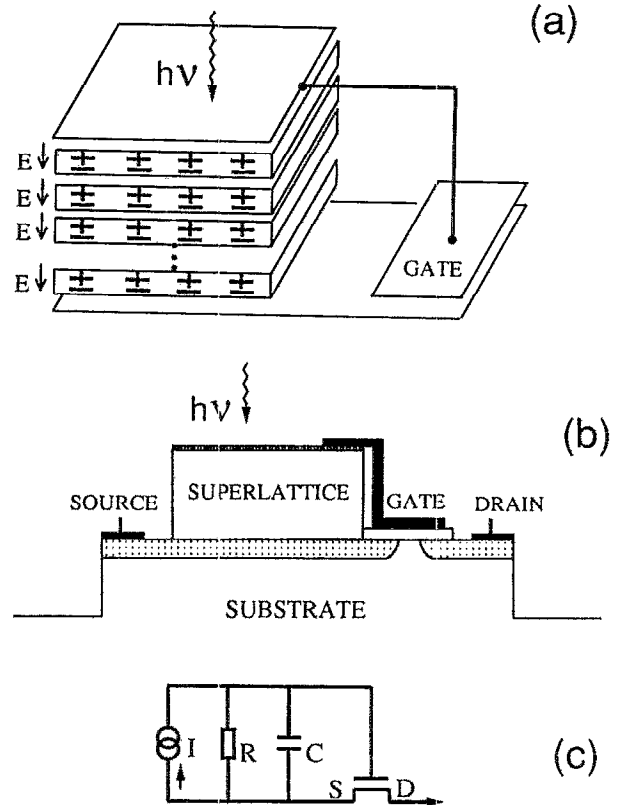 (a)
hν
E
E
E
E
GATE
hν
(b)
SOURCE
SUPERLATTICE
GATE
DRAIN
SUBSTRATE
I
R
C
S
D
(c)